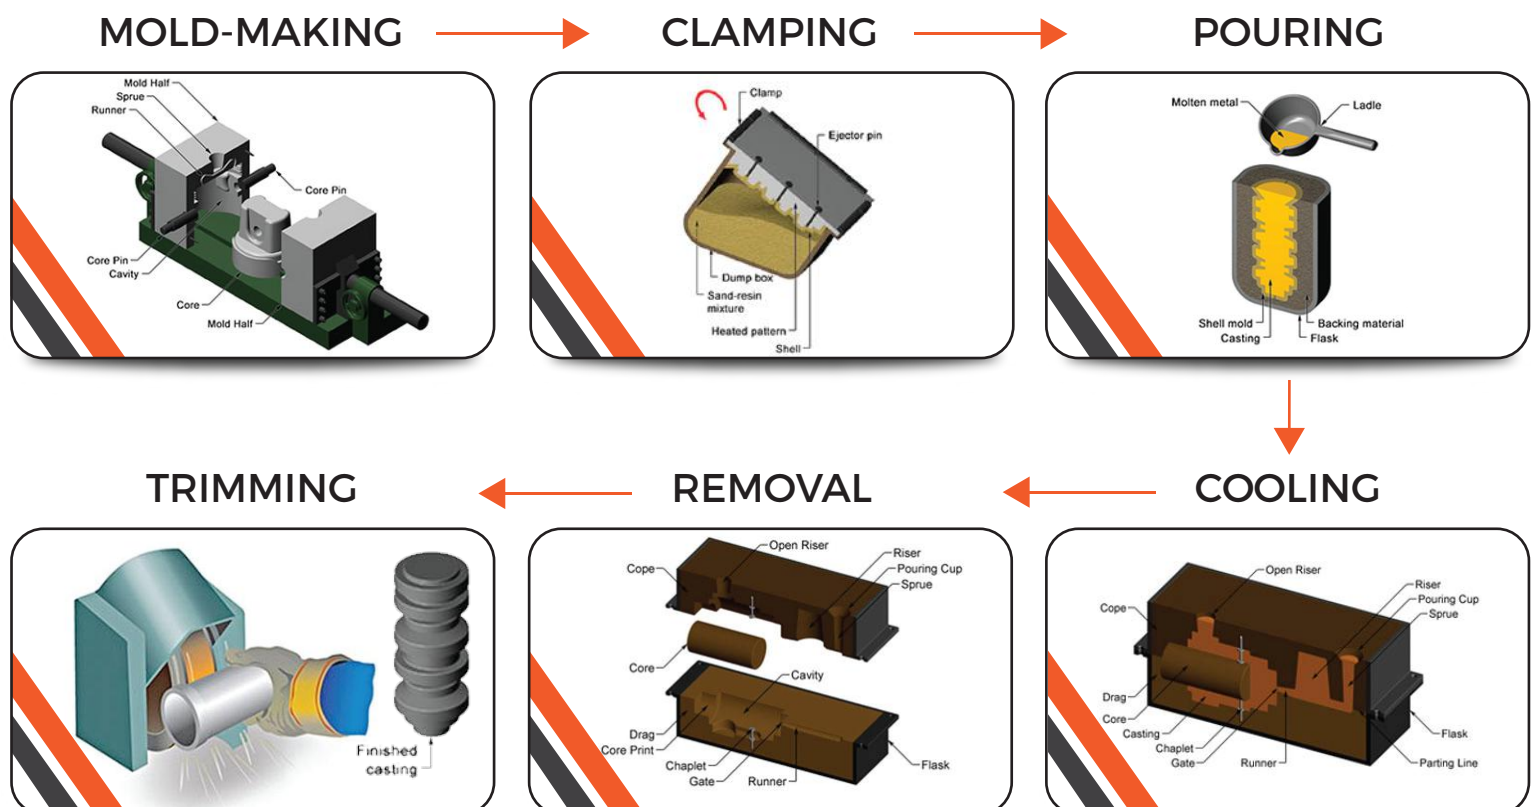 MOLD-MAKING
CLAMPING
POURING
Mold Half
Sprue
Runner
Core Pin
Core Pin
Cavity
Core
Mold Half
Clamp
Ejector pin
Dump box
Sand-resin
mixture
Heated pattern
Shell
Molten metal
Ladle
Shell mold
Backing material
Casting
Flask
TRIMMING
REMOVAL
COOLING
Finished
casting
Open Riser
Cope
Riser
Pouring Cup
Sprue
Core
Cavity
Drag
Core Print
Chaplet
Gate
Runner
Flask
Open Riser
Riser
Cope
Pouring Cup
Sprue
Drag
Core
Casting
Chaplet
Gate
Runner
Flask
Parting Line